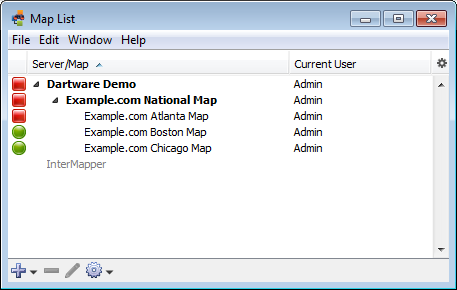 Map List
File Edit Window Help
Server/Map Current User
Dartware Demo Admin
Example.com National Map Admin
Example.com Atlanta Map Admin
Example.com Boston Map Admin
Example.com Chicago Map Admin
InterMapper